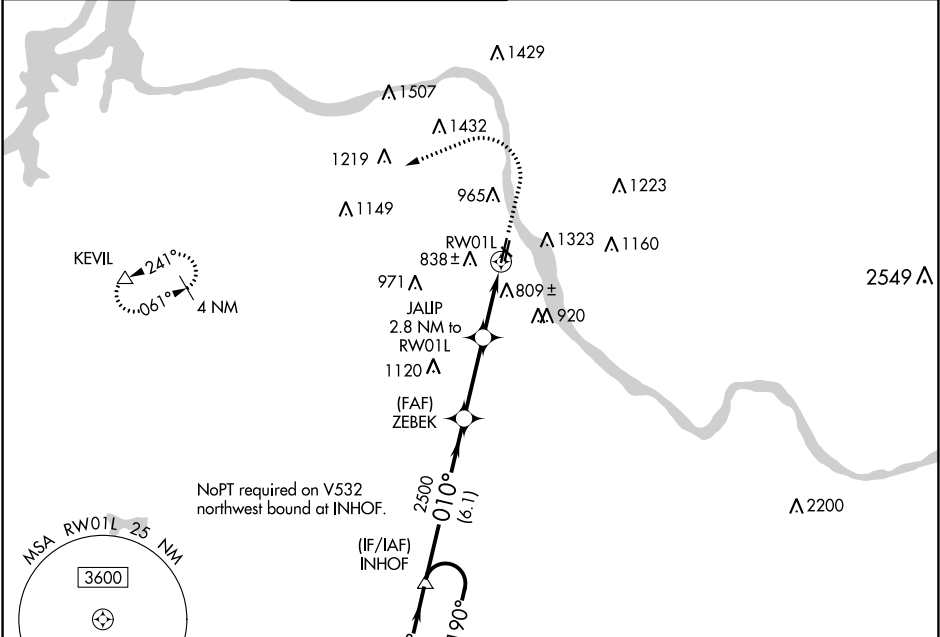 1429
1507
1432
1219
1223
965
1149
RW01L
1323
1160
838 ±
KEVIL
241°
971
2549
061°
4 NM
809 ±
JALIP
2.8 NM to
RW01L
920
1120
(FAF)
ZEBEK
NoPT required on V532
northwest bound at INHOF.
2500
010°
(6.1)
2200
MSA RW01L 25 NM
(IF/IAF)
INHOF
3600
190°